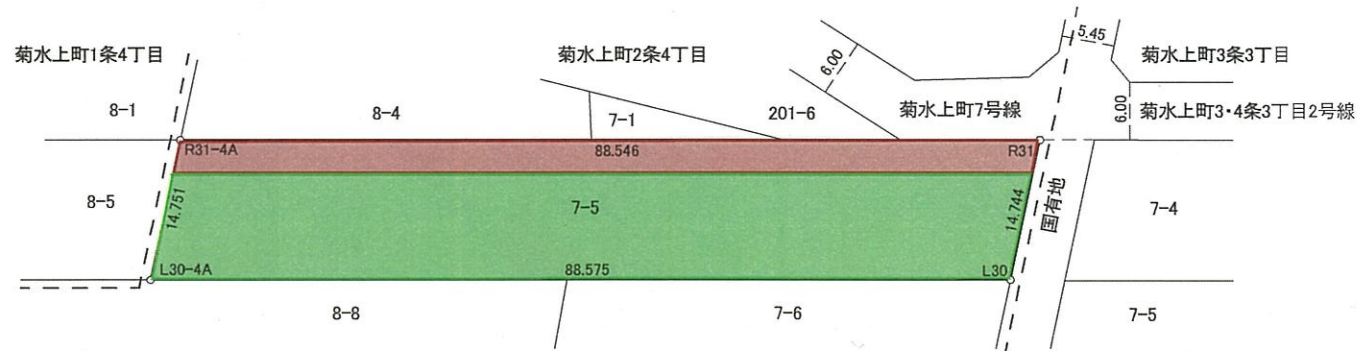 菊水上町1条4丁目
菊水上町2条4丁目
6.00
5.45
菊水上町3条3丁目
8-1
8-4
7-1
201-6
菊水上町7号線
6.00
菊水上町3・4条3丁目2号線
R31-4A
88.546
R31
8-5
14.751
7-5
14.744
国有地
7-4
L30-4A
88.575
L30
8-8
7-6
7-5